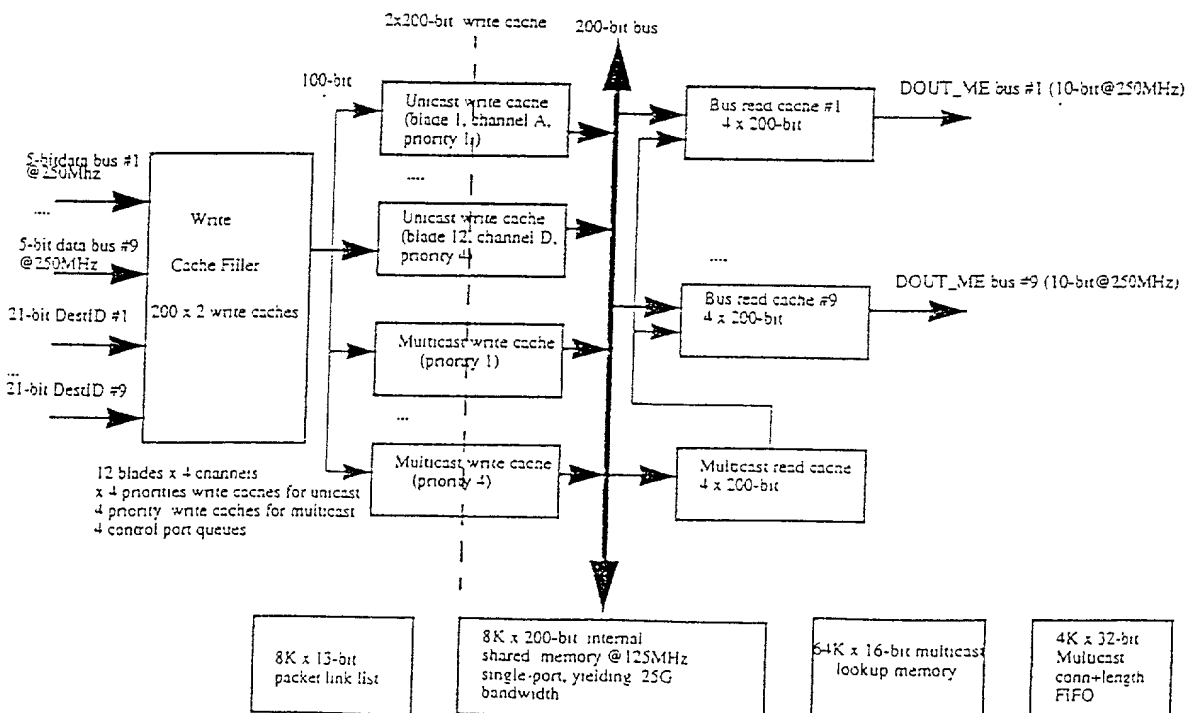 2x200-bit write cache
200-bit bus
100-bit
Unicast write cache
(blade 1, channel A,
priority 1)
....
Unicast write cache
(blade 12, channel D,
priority 4)
Multicast write cache
(priority 1)
...
Multicast write cache
(priority 4)
5-bitdata bus #1
@250Mhz
....
5-bit data bus #9
@250MHz
21-bit DestID #1
...
21-bit DestID #9
Write
Cache Filler
200 x 2 write caches
12 blades x 4 channels
x 4 priorities write caches for unicast
4 priority write caches for multicast
4 control port queues
Bus read cache #1
4 x 200-bit
....
Bus read cache #9
4 x 200-bit
Multicast read cache
4 x 200-bit
DOUT_ME bus #1 (10-bit@250MHz)
DOUT_ME bus #9 (10-bit@250MHz)
8K x 13-bit
packet link list
8K x 200-bit internal
shared memory @125MHz
single-port, yielding 25G
bandwidth
64K x 16-bit multicast
lookup memory
4K x 32-bit
Multicast
conn+length
FIFO